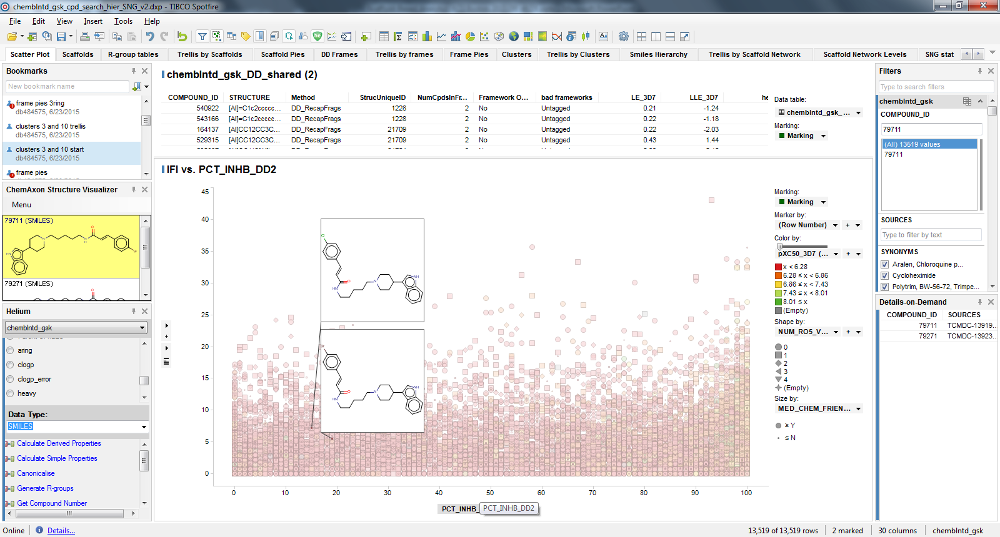 chemblntd_gsk_cpd_search_hier_SNG_v2.dxp - TIBCO Spotfire
File Edit View Insert Tools Help
Scatter Plot Scaffolds R-group tables Trellis by Scaffolds Scaffold Pies DD Frames Trellis by frames Frame Pies Clusters Trellis by Clusters Smiles Hierarchy Trellis by Scaffold Network Scaffold Network Levels SNG stat
Bookmarks
New bookmark name
frame pies 3ring
db484575, 6/23/2015
clusters 3 and 10 trellis
db484575, 6/23/2015
clusters 3 and 10 start
db484575, 6/23/2015
frame pies
ChemAxon Structure Visualizer
Menu
79711 (SMILES)
79271 (SMILES)
Helium
chemblntd_gsk
aring
clogp
clogp_error
heavy
Data Type:
SMILES
Calculate Derived Properties
Calculate Simple Properties
Canonicalise
Generate R-groups
Get Compound Number
chemblntd_gsk_DD_shared (2)
COMPOUND_ID STRUCTURE Method StrucUniqueID NumCpdsInFr... Framework O... bad frameworks LE_3D7 LLE_3D7 he
540922 [Al]=C1c2ccccc... DD_RecapFrags 1228 2 No Untagged 0.21 -1.24
543166 [Al]=C1c2ccccc... DD_RecapFrags 1228 2 No Untagged 0.22 -1.18
164137 [Al]CC12CC3C... DD_RecapFrags 21709 2 No Untagged 0.22 -2.03
529315 [Al]CC12CC3C... DD_RecapFrags 21709 2 No Untagged 0.43 1.44
Data table:
chemblntd_gsk_ ...
Marking:
Marking
IFI vs. PCT_INHB_DD2
45
40
35
30
25
20
15
10
5
0
IFI
0 10 20 30 40 50 60 70 80 90 100
PCT_INHB_
PCT_INHB_DD2
Marking:
Marking
Marker by:
(Row Number)
Color by:
pXC50_3D7 (...
x < 6.28
6.28 ≤ x < 6.86
6.86 ≤ x < 7.43
7.43 ≤ x < 8.01
8.01 ≤ x
(Empty)
Shape by:
NUM_RO5_V...
0
1
2
3
4
(Empty)
Size by:
MED_CHEM_FRIEN...
≥ Y
≤ N
Filters
Type to search filters
chemblntd_gsk
COMPOUND_ID
79711
(All) 13519 values
79711
SOURCES
Type to filter by text
SYNONYMS
Aralen, Chloroquine p...
Cycloheximide
Polytrim, BW-56-72, Trimpe...
Details-on-Demand
COMPOUND_ID SOURCES
79711 TCMDC-13919...
79271 TCMDC-13923...
Online Details... 13,519 of 13,519 rows 2 marked 30 columns chemblntd_gsk